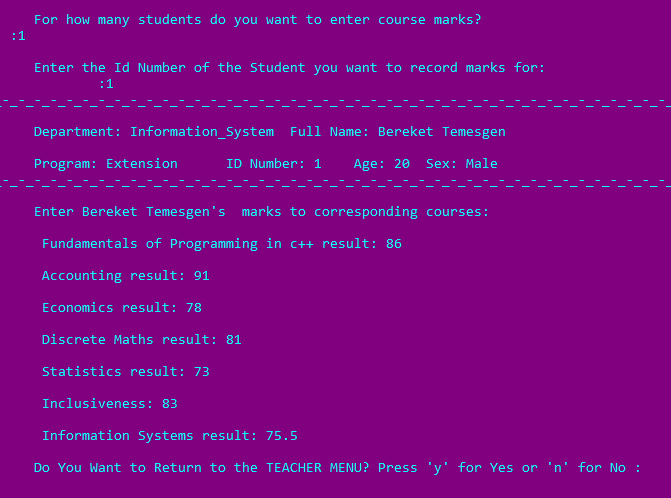 For how many students do you want to enter course marks?
:1
Enter the Id Number of the Student you want to record marks for:
:1
-_-_-_-_-_-_-_-_-_-_-_-_-_-_-_-_-_-_-_-_-_-_-_-_-_-_-_-_-_-_-_-_-_-_-_-_-_-_-_-_-_-_
Department: Information_System  Full Name: Bereket Temesgen
Program: Extension      ID Number: 1    Age: 20  Sex: Male
-_-_-_-_-_-_-_-_-_-_-_-_-_-_-_-_-_-_-_-_-_-_-_-_-_-_-_-_-_-_-_-_-_-_-_-_-_-_-_-_-_-_
Enter Bereket Temesgen's  marks to corresponding courses:
Fundamentals of Programming in c++ result: 86
Accounting result: 91
Economics result: 78
Discrete Maths result: 81
Statistics result: 73
Inclusiveness: 83
Information Systems result: 75.5
Do You Want to Return to the TEACHER MENU? Press 'y' for Yes or 'n' for No :